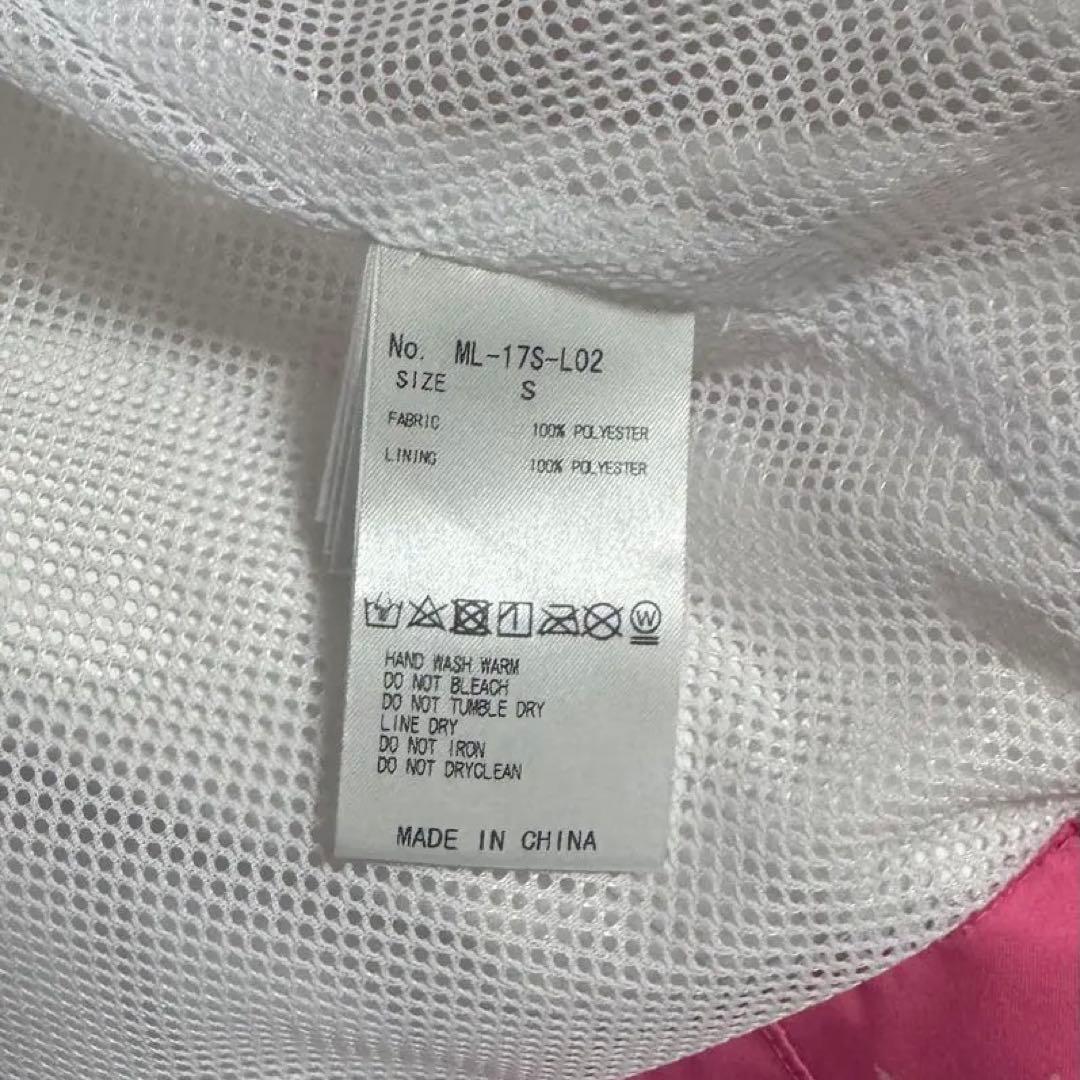 No. ML-17S-L02
SIZE S
FABRIC 100% POLYESTER
LINING 100% POLYESTER
W
HAND WASH WARM
DO NOT BLEACH
DO NOT TUMBLE DRY
LINE DRY
DO NOT IRON
DO NOT DRYCLEAN
MADE IN CHINA